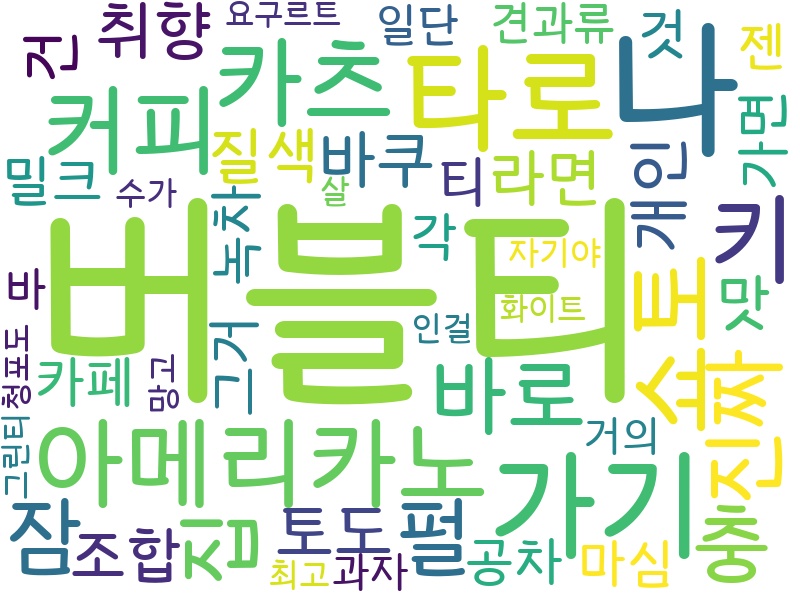 요구르트
견과류
취향
일단
것
젠
건
카츠
타로
나
커피
가면
질색
바쿠
밀크
티
라면
개인
수가
살
녹차
키
버블티
각
자기야
토
맛
바
화이트
인걸
그거
청포도
카페
망고
바로
숏
짜
거의
그린티
아메리카노
진
가기
잠
조합
집
토도
펄
공차
마심
중
최고
과자